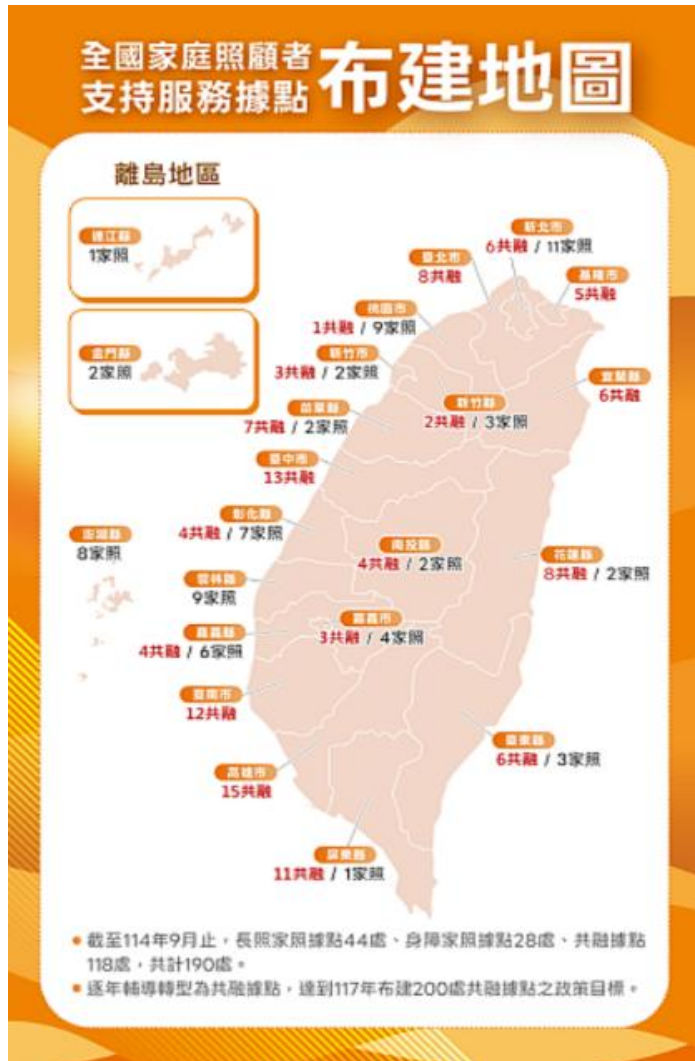 全國家庭照顧者
支持服務據點
布建地圖
離島地區
連江縣
1家照
金門縣
2家照
新北市
6共融 / 11家照
臺北市
8共融
基隆市
5共融
桃園市
1共融 / 9家照
新竹市
3共融 / 2家照
宜蘭縣
6共融
新竹縣
2共融 / 3家照
苗栗縣
7共融 / 2家照
臺中市
13共融
彰化縣
4共融 / 7家照
澎湖縣
8家照
南投縣
4共融 / 2家照
花蓮縣
8共融 / 2家照
雲林縣
9家照
嘉義市
3共融 / 4家照
嘉義縣
4共融 / 6家照
臺南市
12共融
臺東縣
6共融 / 3家照
高雄市
15共融
屏東縣
11共融 / 1家照
• 截至114年9月止，長照家照據點44處、身障家照據點28處、共融據點
118處，共計190處。
• 逐年輔導轉型為共融據點，達到117年布建200處共融據點之政策目標。